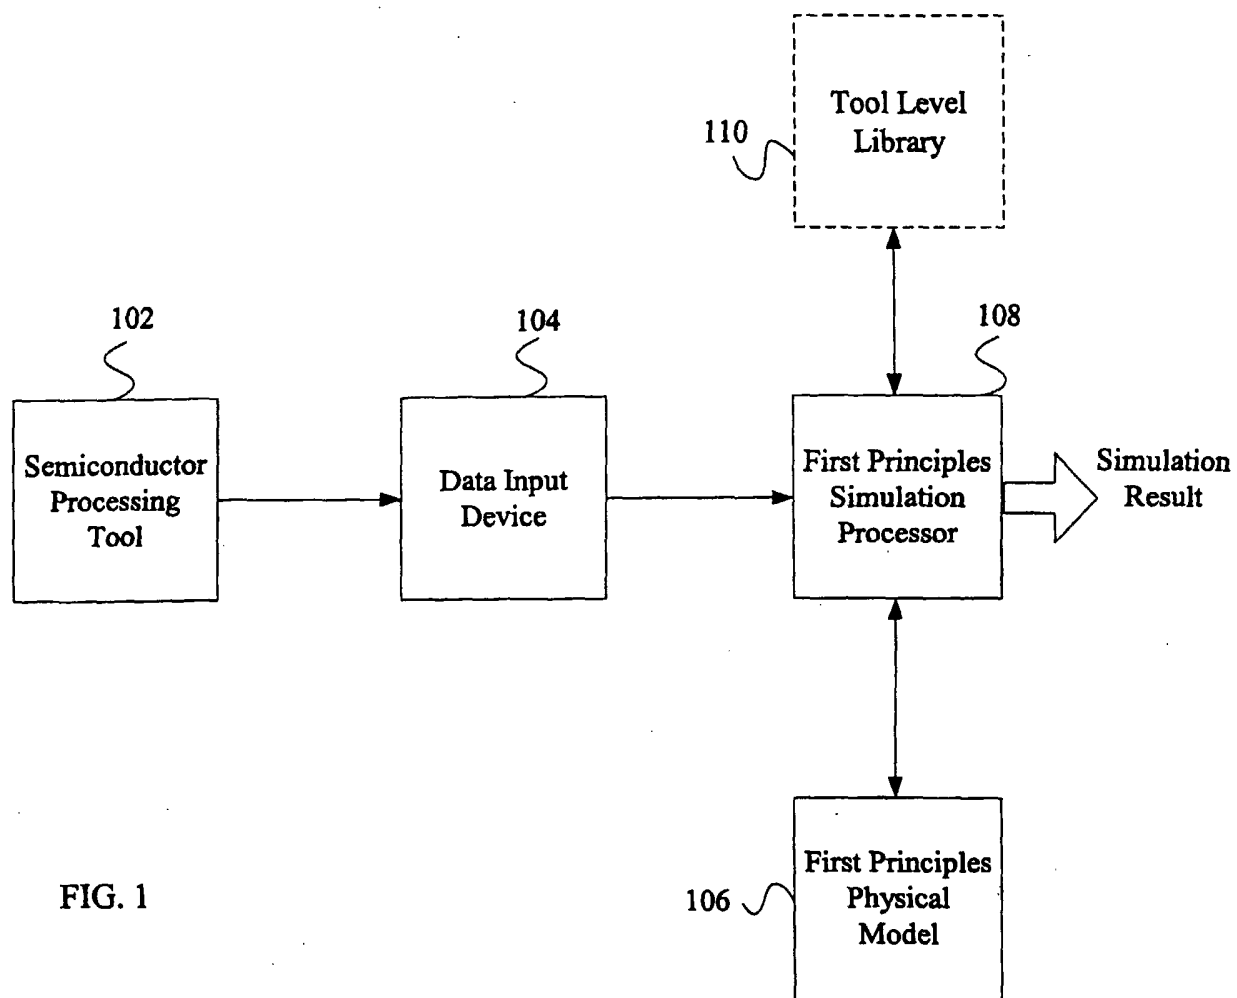 Tool Level
Library
110
102
104
108
Semiconductor
Processing
Tool
Data Input
Device
First Principles
Simulation
Processor
Simulation
Result
First Principles
Physical
Model
106
FIG. 1